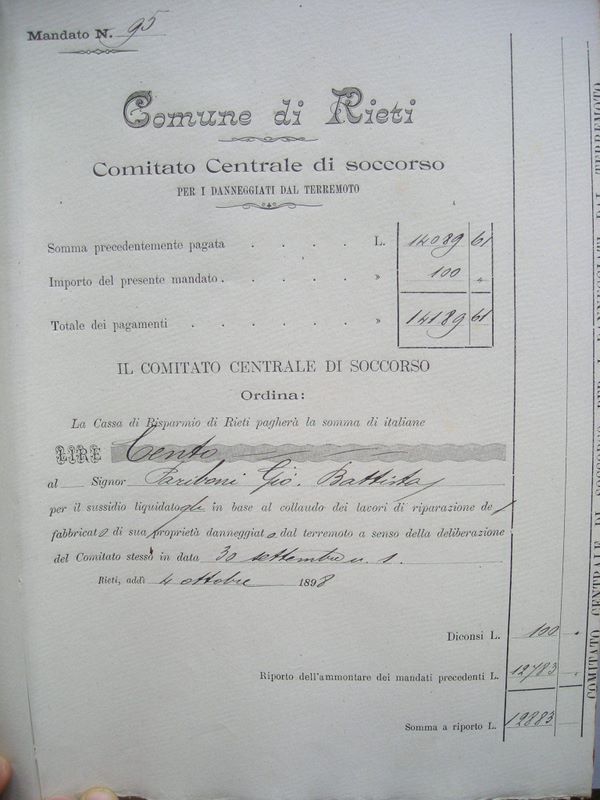 Mandato N. 95
Comune di Rieti
Comitato Centrale di soccorso
PER I DANNEGGIATI DAL TERREMOTO
Somma precedentemente pagata . . . . L. 14089 61
Importo del presente mandato . . . . . » 100 "
Totale dei pagamenti . . . . . » 14189 61
IL COMITATO CENTRALE DI SOCCORSO
Ordina:
La Cassa di Risparmio di Rieti pagherà la somma di italiane
LIRE Cento
al Signor Pariboni Gio. Battista
per il sussidio liquidatogli in base al collaudo dei lavori di riparazione del
fabbricato di sua proprietà danneggiato dal terremoto a senso della deliberazione
del Comitato stesso in data 30 settembre u. s.
Rieti, addì 4 ottobre 1898
Diconsi L. 100
Riporto dell'ammontare dei mandati precedenti L. 12783
Somma a riporto L. 12883